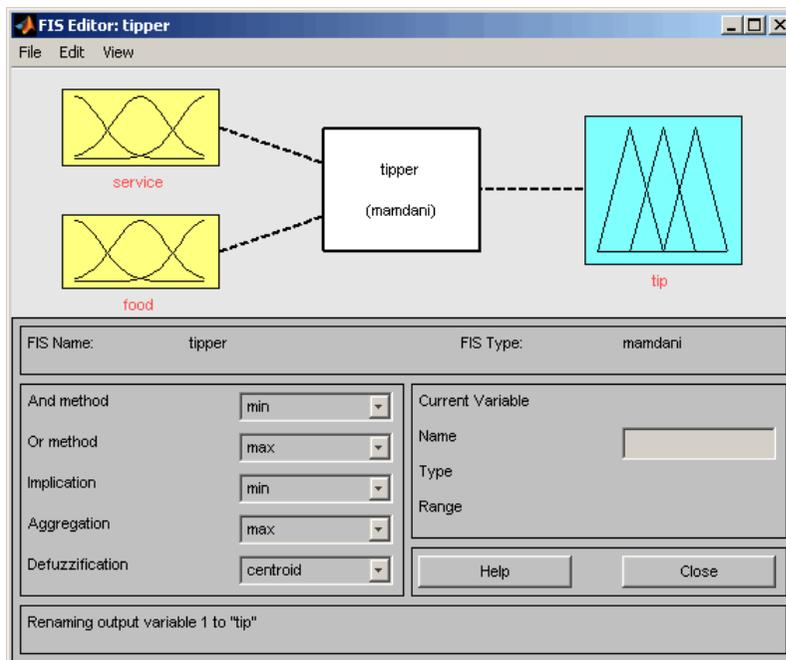 FIS Editor: tipper
File Edit View
service
food
tipper
(mamdani)
tip
FIS Name: tipper FIS Type: mamdani
And method min
Or method max
Implication min
Aggregation max
Defuzzification centroid
Current Variable
Name
Type
Range
Help Close
Renaming output variable 1 to "tip"